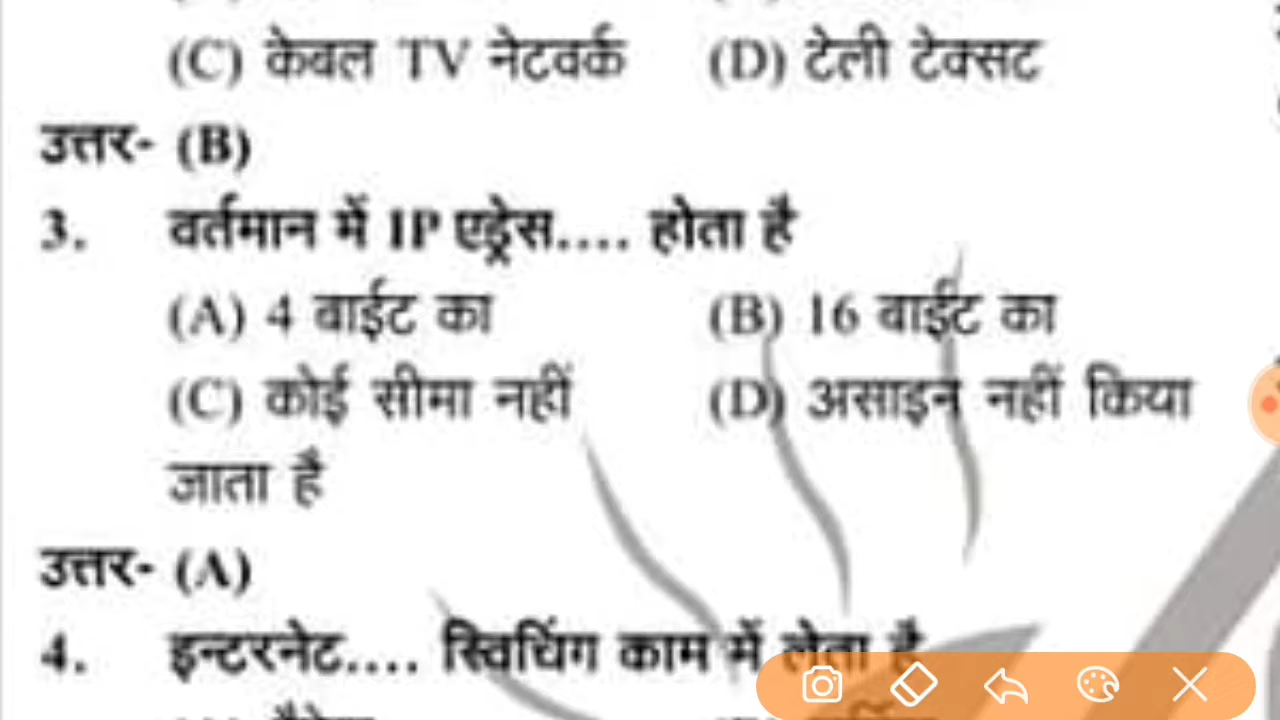 (C) केबल TV नेटवर्क (D) टेली टेक्सट
उत्तर- (B)
3. वर्तमान में IP एड्रेस.... होता है
(A) 4 बाईट का (B) 16 बाईट का
(C) कोई सीमा नहीं (D) असाइन नहीं किया
जाता है
उत्तर- (A)
4. इन्टरनेट.... स्विचिंग काम में लेता है